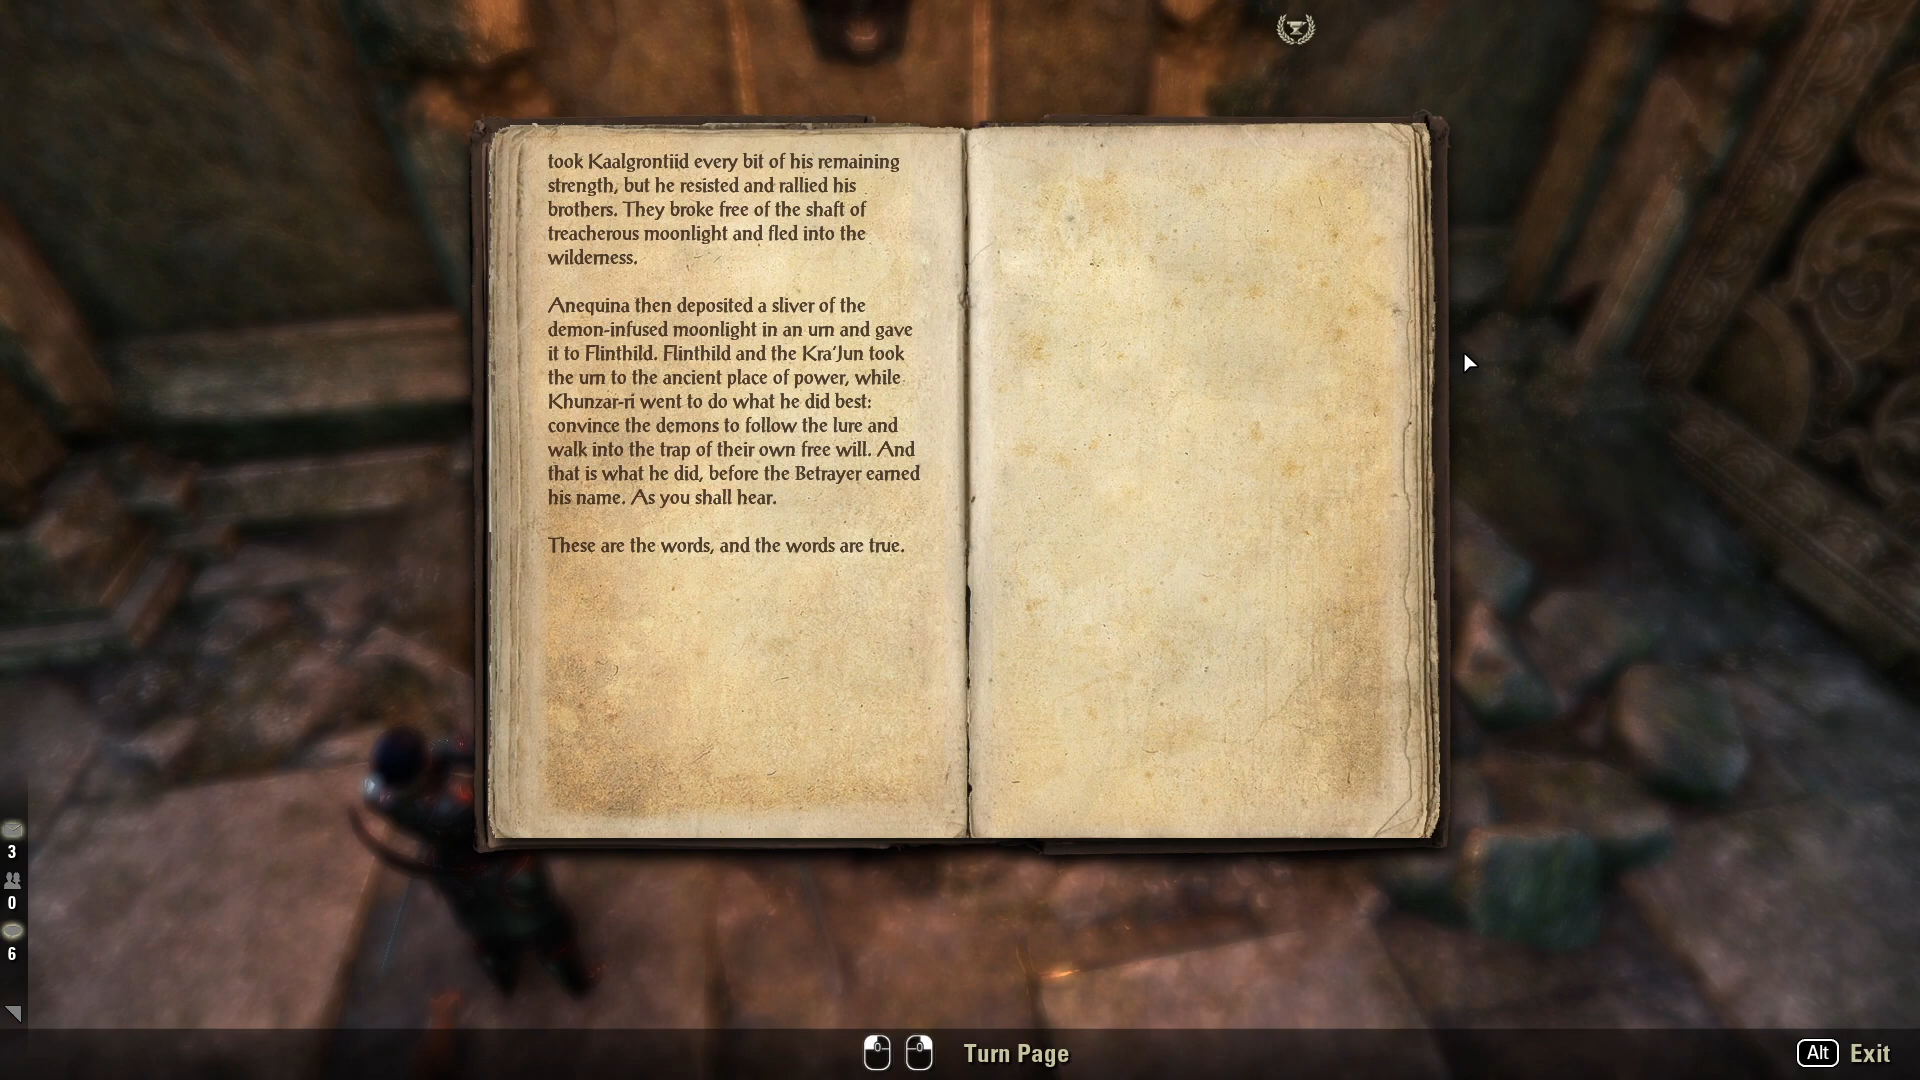 took Kaalgrontiid every bit of his remaining
strength, but he resisted and rallied his
brothers. They broke free of the shaft of
treacherous moonlight and fled into the
wilderness.
Anequina then deposited a sliver of the
demon-infused moonlight in an urn and gave
it to Flinthild. Flinthild and the Kra'Jun took
the urn to the ancient place of power, while
Khunzar-ri went to do what he did best:
convince the demons to follow the lure and
walk into the trap of their own free will. And
that is what he did, before the Betrayer earned
his name. As you shall hear.
These are the words, and the words are true.
3
0
6
Turn Page
Alt Exit